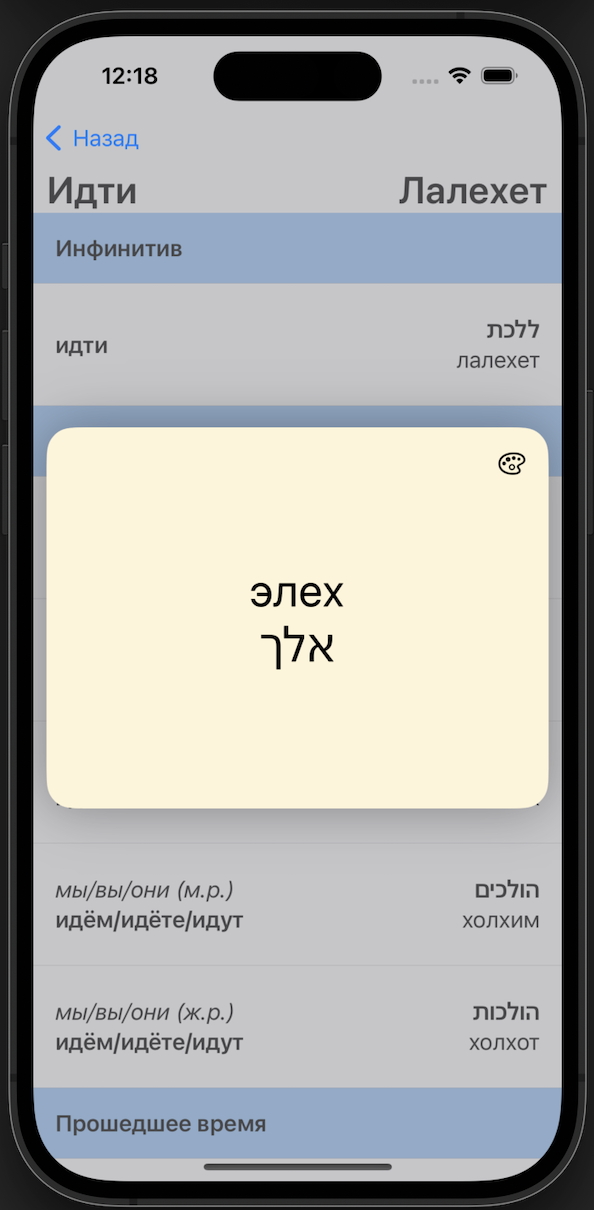 12:18
Назад
Идти
Лалехет
Инфинитив
идти
ללכת
лалехет
элех
אלך
мы/вы/они (м.р.)
идём/идёте/идут
הולכים
холхим
мы/вы/они (ж.р.)
идём/идёте/идут
הולכות
холхот
Прошедшее время